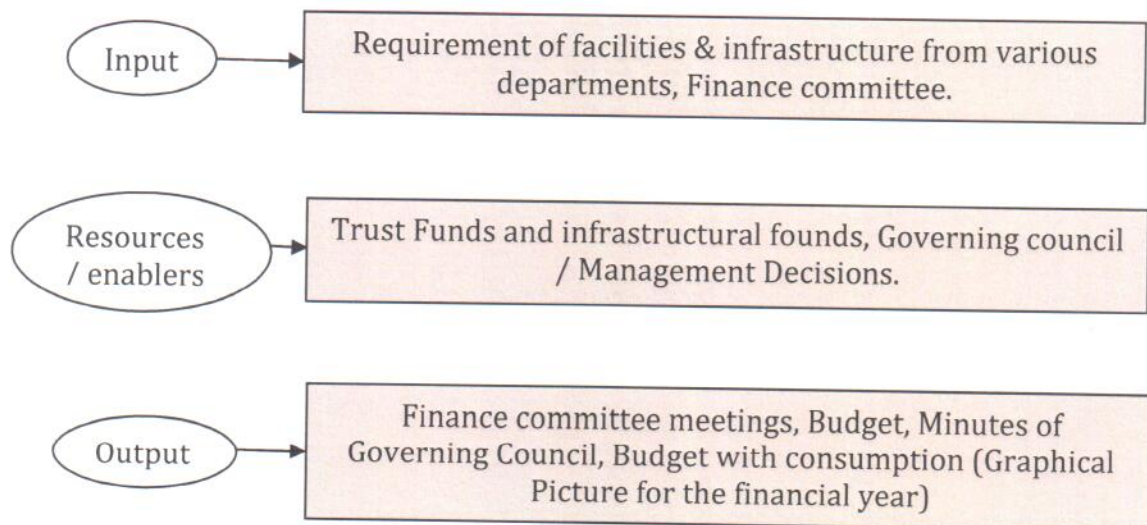 Input
Requirement of facilities & infrastructure from various
departments, Finance committee.
Resources
/ enablers
Trust Funds and infrastructural founds, Governing council
/ Management Decisions.
Output
Finance committee meetings, Budget, Minutes of
Governing Council, Budget with consumption (Graphical
Picture for the financial year)